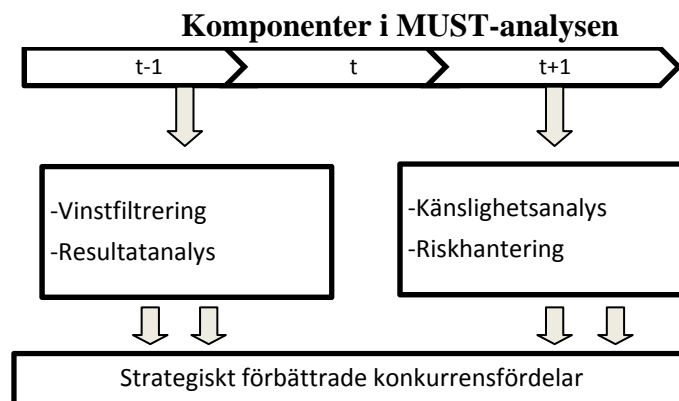 Komponenter i MUST-analysen
t-1 t t+1
-Vinstfiltrering
-Resultatanalys
-Känslighetsanalys
-Riskhantering
Strategiskt förbättrade konkurrensfördelar